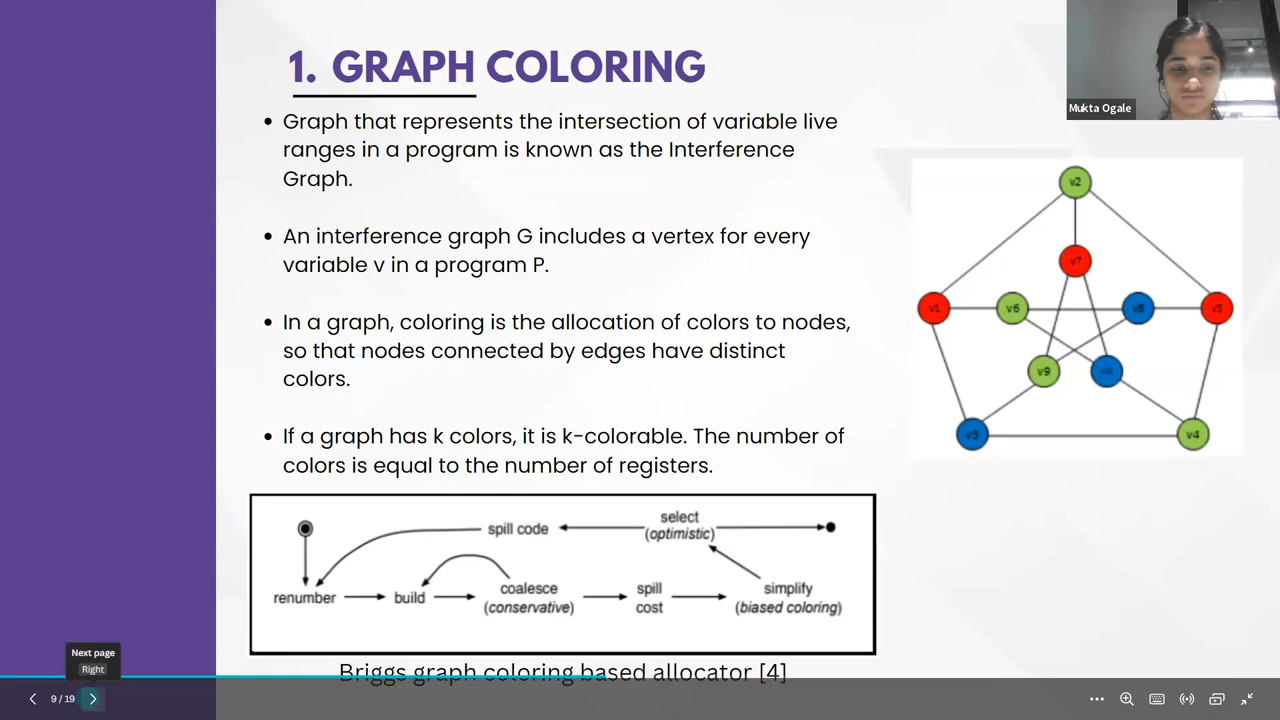 1. GRAPH COLORING
Mukta Ogale
• Graph that represents the intersection of variable live
ranges in a program is known as the Interference
Graph.
• An interference graph G includes a vertex for every
variable v in a program P.
• In a graph, coloring is the allocation of colors to nodes,
so that nodes connected by edges have distinct
colors.
• If a graph has k colors, it is k-colorable. The number of
colors is equal to the number of registers.
v2
v7
v1
v6
v8
v3
v9
v5
v4
spill code
select
(optimistic)
renumber
build
coalesce
(conservative)
spill
cost
simplify
(biased coloring)
Briggs graph coloring based allocator [4]
Next page
Right
9 / 19